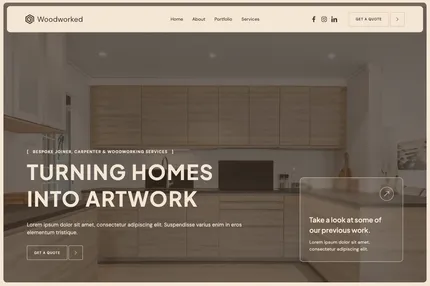 Woodworked
Home About Portfolio Services
GET A QUOTE
[ BESPOKE JOINER, CARPENTER & WOODWORKING SERVICES ]
TURNING HOMES
INTO ARTWORK
Lorem ipsum dolor sit amet, consectetur adipiscing elit. Suspendisse varius enim in eros
elementum tristique.
GET A QUOTE
Take a look at some of
our previous work.
Lorem ipsum dolor sit amet,
consectetur adipiscing elit.